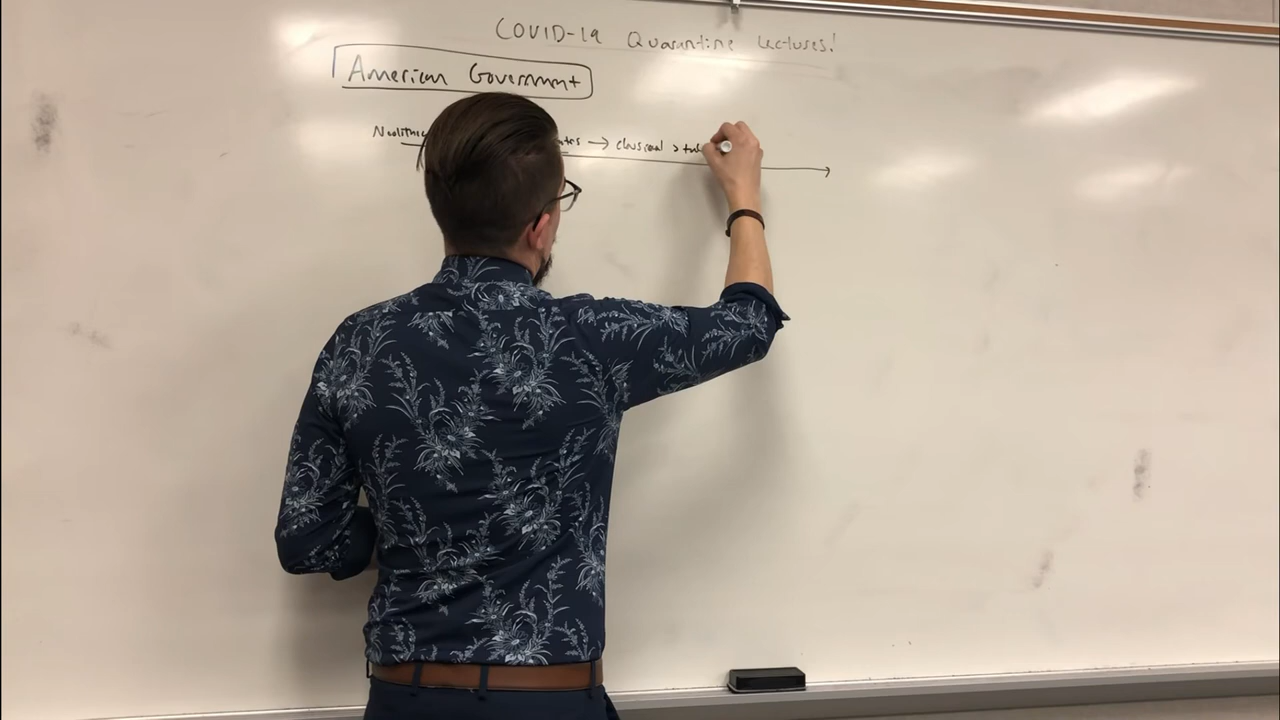 COVID-19 Quarantine Lectures!
American Government
Neolithic → classical >